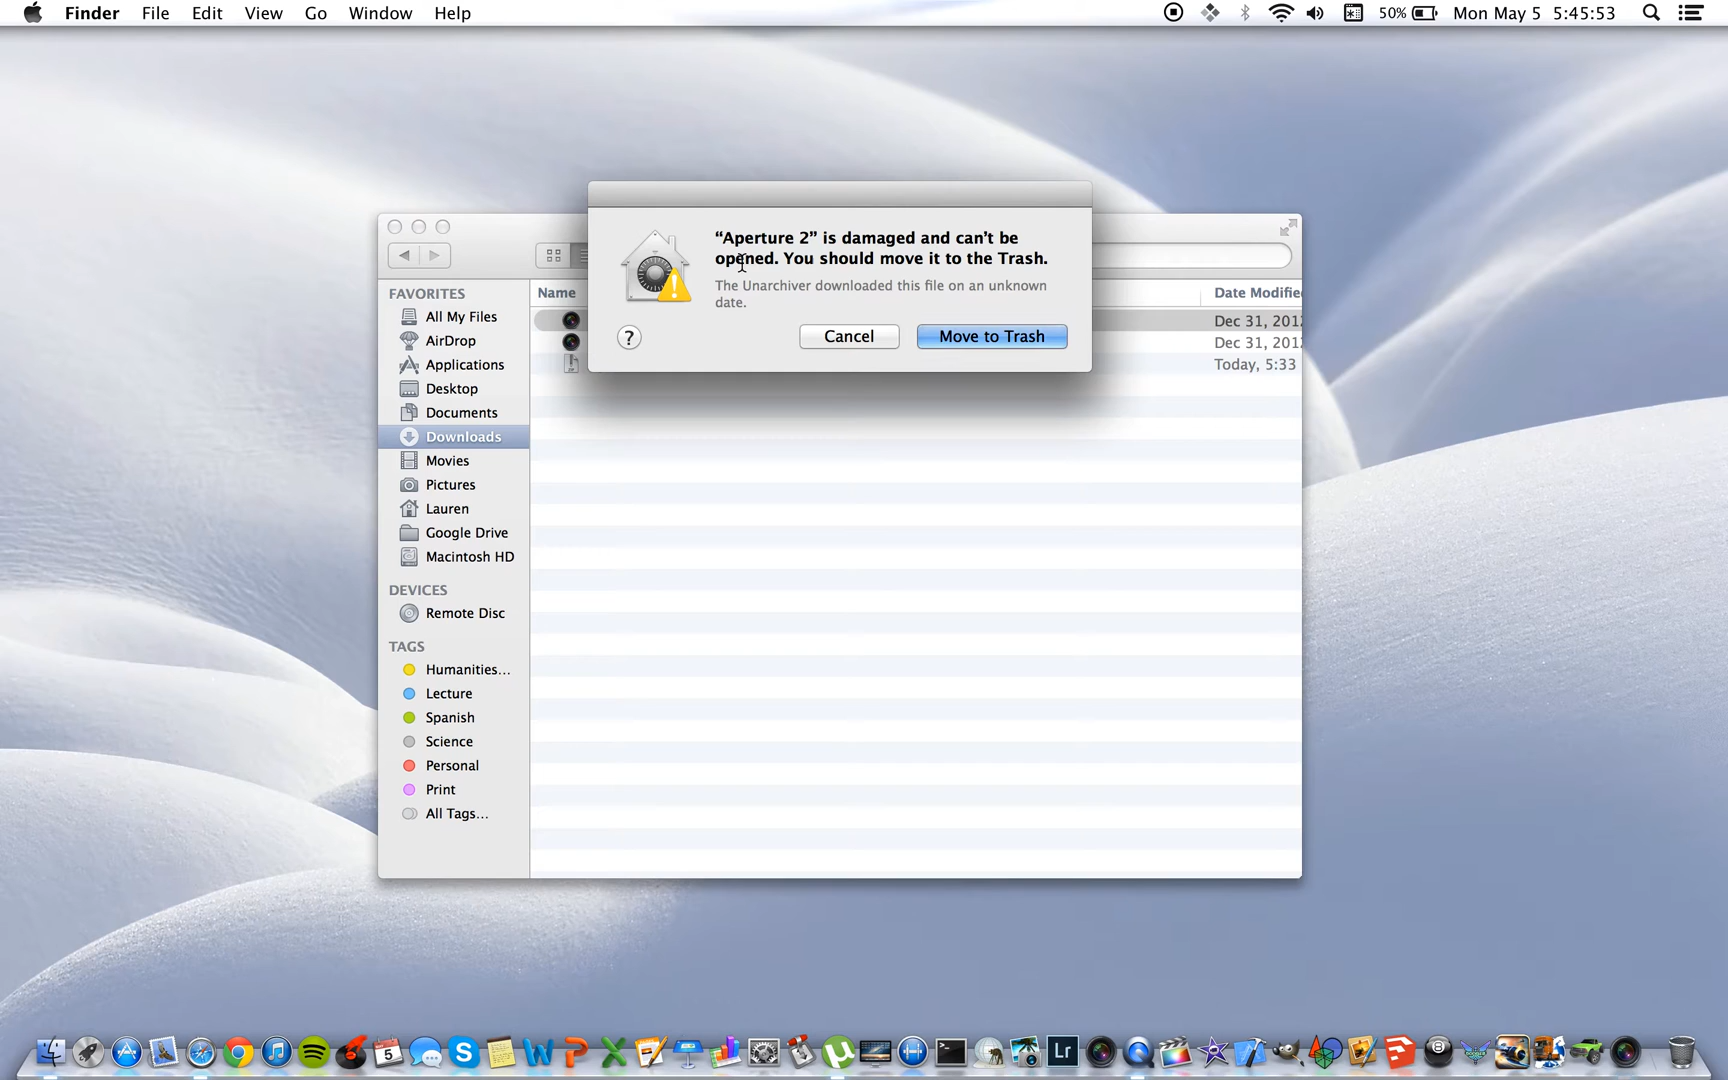 Finder File Edit View Go Window Help
50% Mon May 5 5:45:53
“Aperture 2” is damaged and can’t be
opened. You should move it to the Trash.
The Unarchiver downloaded this file on an unknown
date.
?
Cancel
Move to Trash
FAVORITES
All My Files
AirDrop
Applications
Desktop
Documents
Downloads
Movies
Pictures
Lauren
Google Drive
Macintosh HD
DEVICES
Remote Disc
TAGS
Humanities...
Lecture
Spanish
Science
Personal
Print
All Tags...
Name
Date Modifie
Dec 31, 201
Dec 31, 201
Today, 5:33
ZIP
5
S
W
P
X
Lr
8